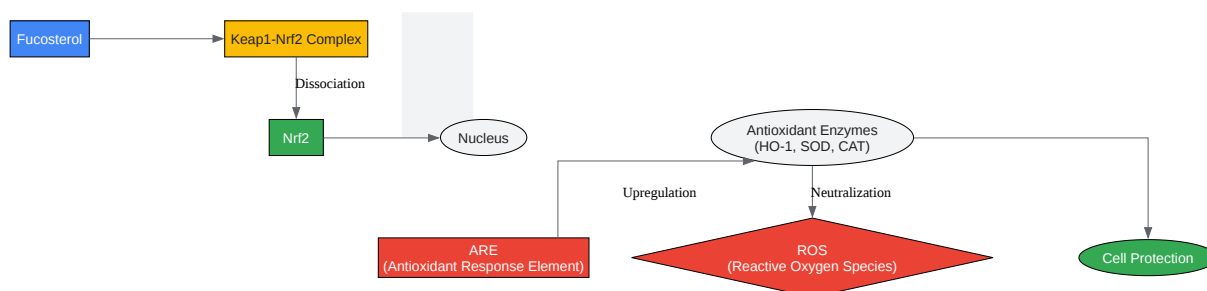 Fucosterol
Keap1-Nrf2 Complex
Dissociation
Nrf2
Nucleus
Antioxidant Enzymes
(HO-1, SOD, CAT)
Upregulation
Neutralization
ARE
(Antioxidant Response Element)
ROS
(Reactive Oxygen Species)
Cell Protection